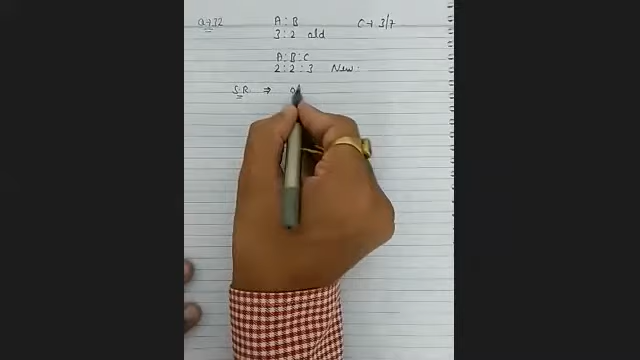 Q → 32 A : B C → 3/7
3 : 2 old
A : B : C
2 : 2 : 3 New :
S.R. ⇒